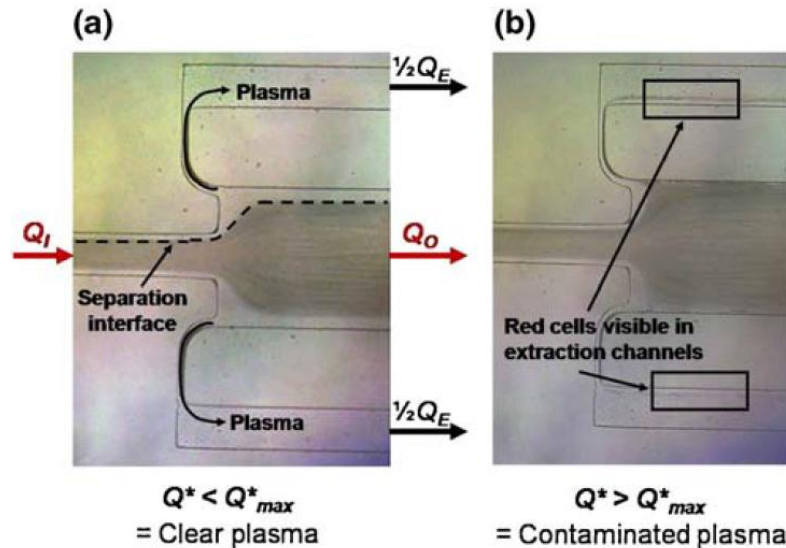 (a)
½Q_E
Plasma
Q_I
Q_O
Separation
interface
Plasma
½Q_E
Q* < Q*_max
= Clear plasma
(b)
Red cells visible in
extraction channels
Q* > Q*_max
= Contaminated plasma